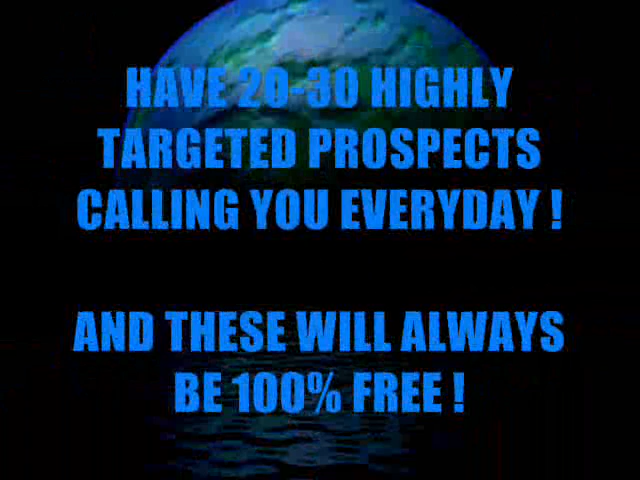 HAVE 20-30 HIGHLY
TARGETED PROSPECTS
CALLING YOU EVERYDAY !
AND THESE WILL ALWAYS
BE 100% FREE !